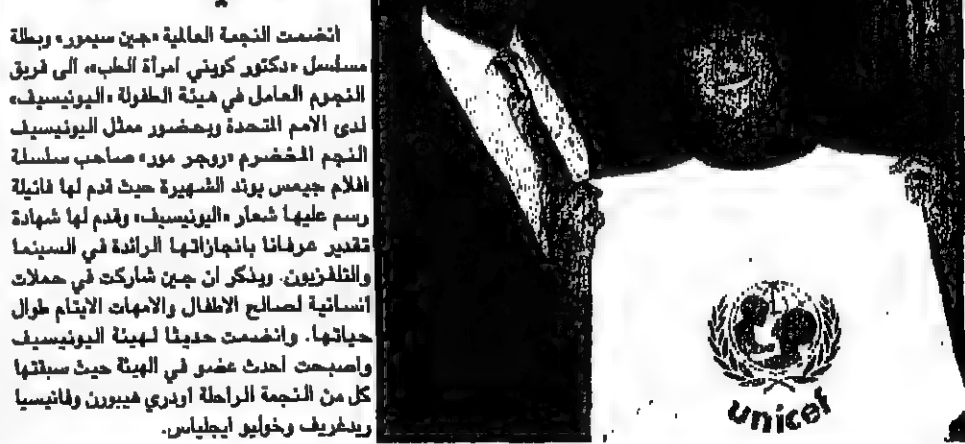 انضمت النجمة العالمية «جين سيمور» وبطلة
مسلسل «دكتور كويني امرأة الطب»، الى فريق
النجوم العامل في هيئة الطفولة «اليونيسيف»
لدى الامم المتحدة وبحضور ممثل اليونيسيف
النجم المخضرم «روجر مور» صاحب سلسلة
افلام جيمس بوند الشهيرة حيث قدم لها فانيلة
رسم عليها شعار «اليونيسيف» وقدم لها شهادة
تقدير عرفانا بانجازاتها الرائدة في السينما
والتلفزيون. ويذكر ان جين شاركت في حملات
انسانية لصالح الاطفال والامهات الايتام طوال
حياتها. وانضمت حديثا لهيئة اليونيسيف
واصبحت أحدث عضو في الهيئة حيث سبقتها
كل من النجمة الراحلة اودري هيبورن وفانيسيا
ريدغريف وخوليو ايجلياس.
unicef